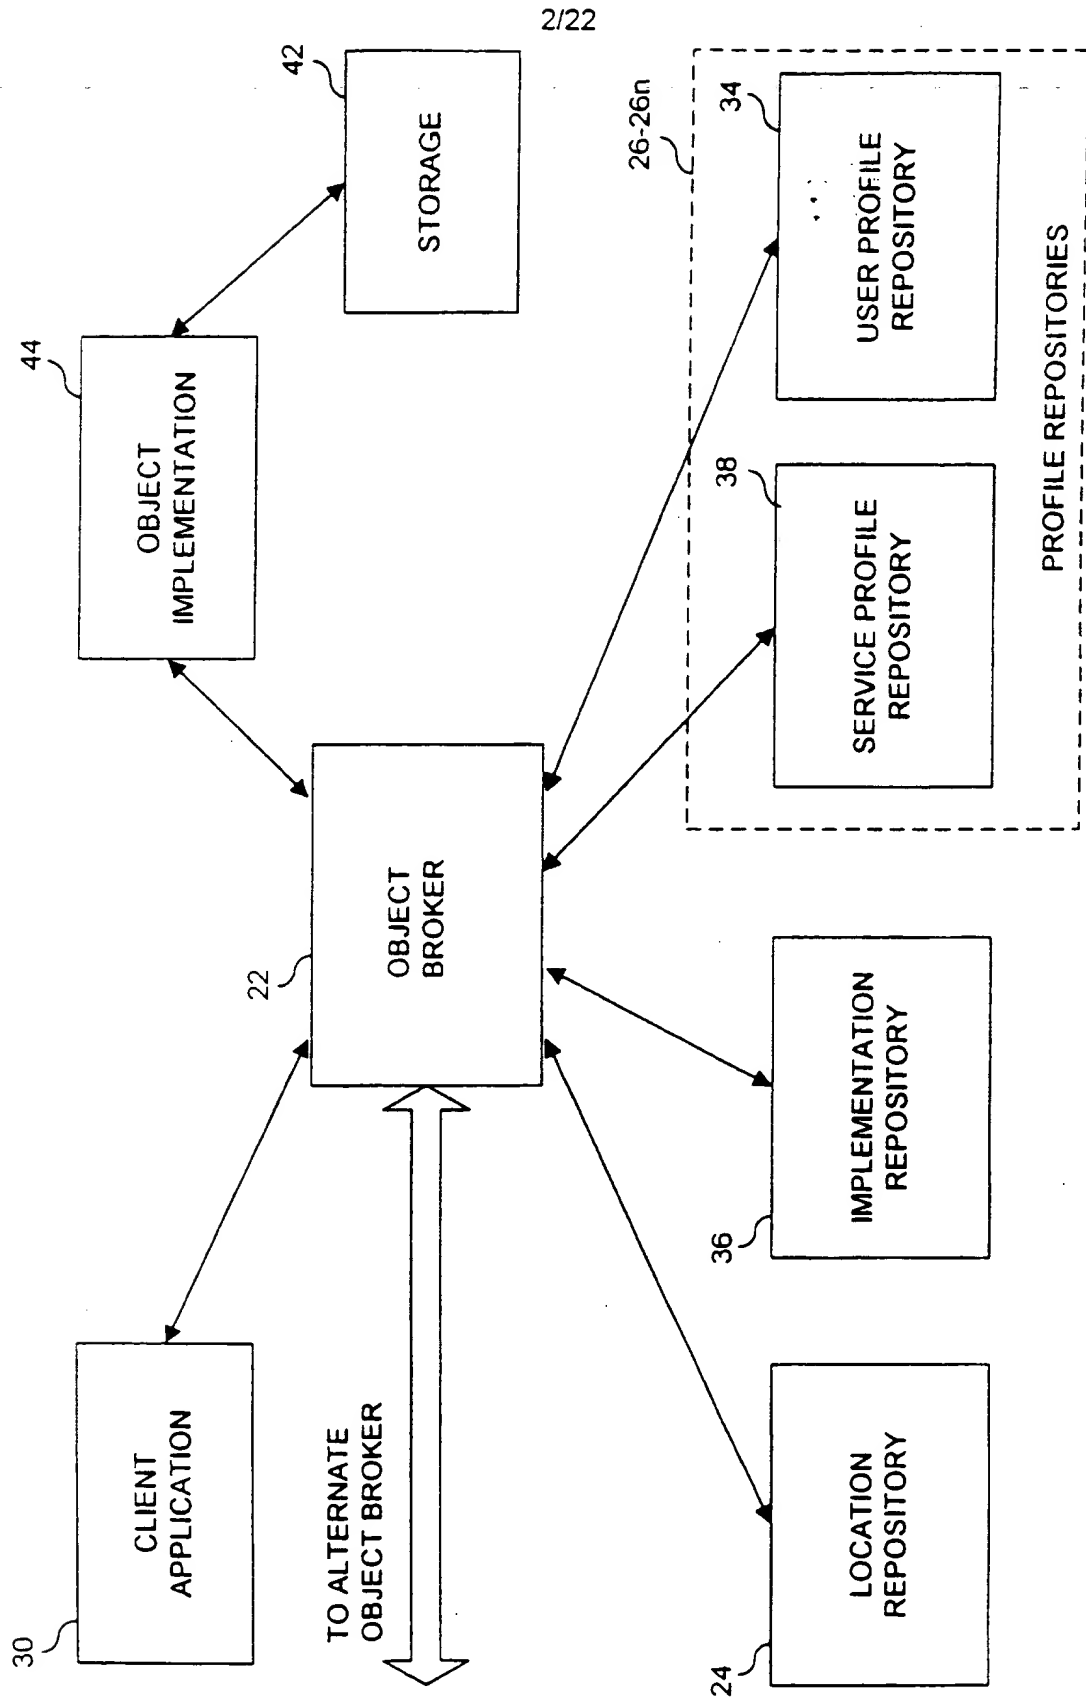 2/22
30
CLIENT
APPLICATION
44
OBJECT
IMPLEMENTATION
42
STORAGE
TO ALTERNATE
OBJECT BROKER
22
OBJECT
BROKER
26-26n
24
LOCATION
REPOSITORY
36
IMPLEMENTATION
REPOSITORY
38
SERVICE PROFILE
REPOSITORY
34
USER PROFILE
REPOSITORY
PROFILE REPOSITORIES